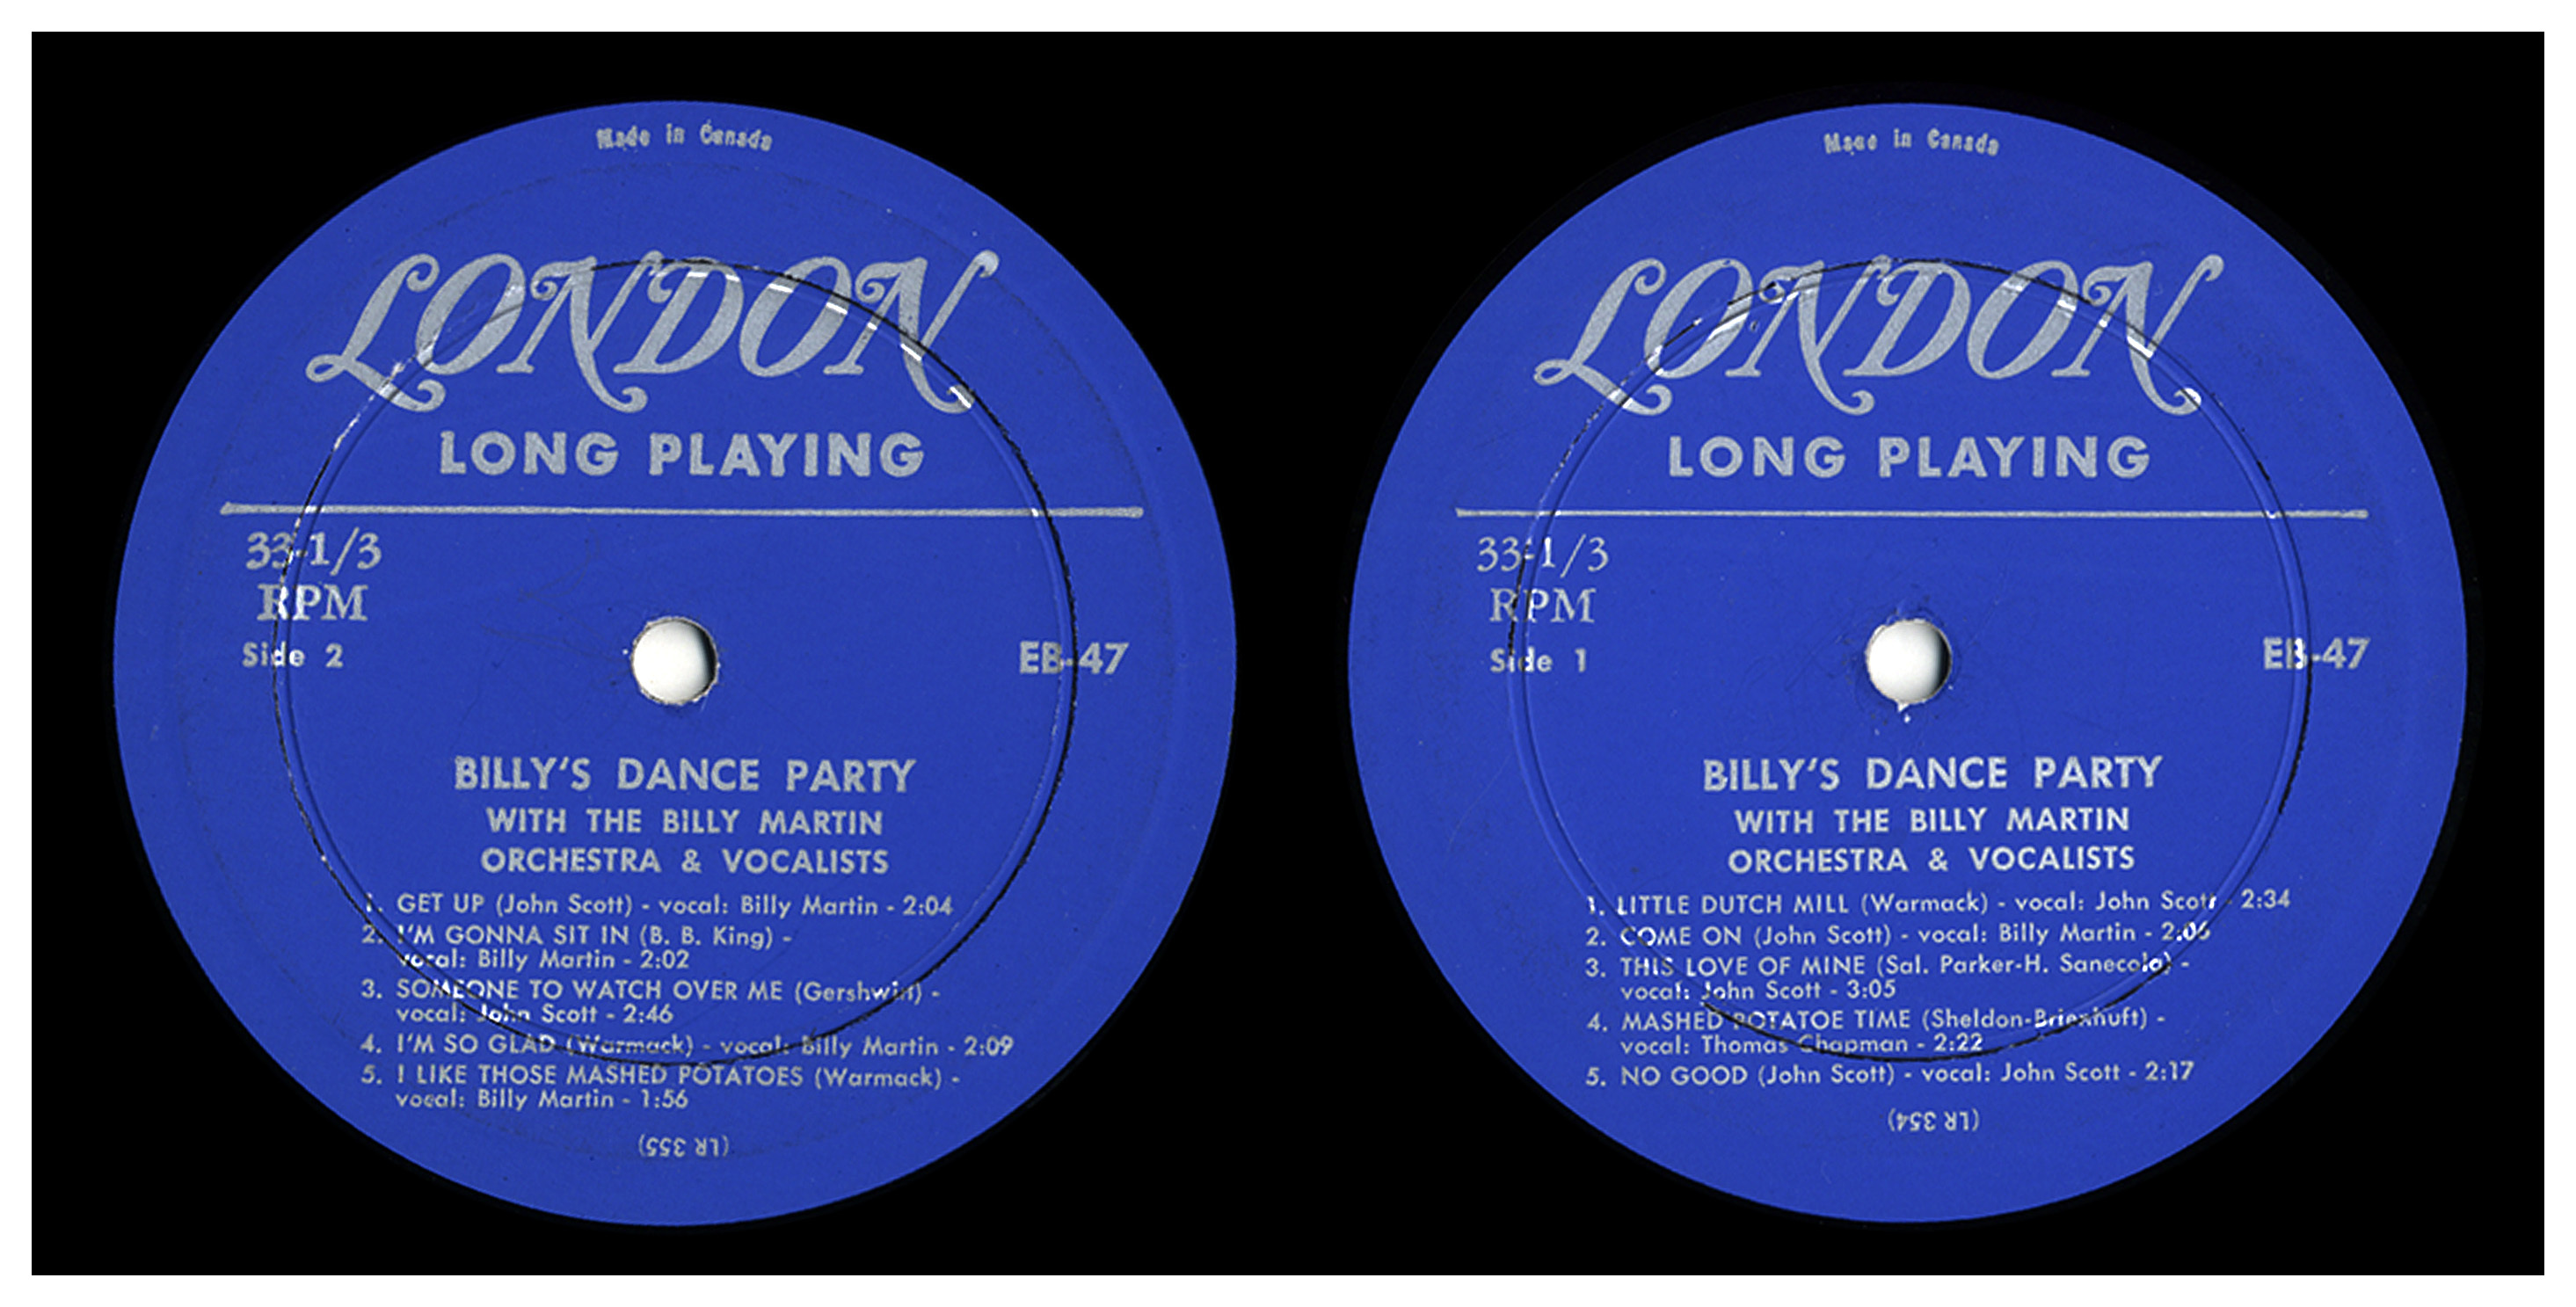 Made in Canada
LONDON
LONG PLAYING
33-1/3
RPM
Side 2
EB-47
BILLY'S DANCE PARTY
WITH THE BILLY MARTIN
ORCHESTRA & VOCALISTS
1. GET UP (John Scott) - vocal: Billy Martin - 2:04
2. I'M GONNA SIT IN (B. B. King) -
vocal: Billy Martin - 2:02
3. SOMEONE TO WATCH OVER ME (Gershwin) -
vocal: John Scott - 2:46
4. I'M SO GLAD (Warmack) - vocal: Billy Martin - 2:09
5. I LIKE THOSE MASHED POTATOES (Warmack) -
vocal: Billy Martin - 1:56
(LR 355)
Made in Canada
LONDON
LONG PLAYING
33-1/3
RPM
Side 1
EB-47
BILLY'S DANCE PARTY
WITH THE BILLY MARTIN
ORCHESTRA & VOCALISTS
1. LITTLE DUTCH MILL (Warmack) - vocal: John Scott - 2:34
2. COME ON (John Scott) - vocal: Billy Martin - 2:06
3. THIS LOVE OF MINE (Sal. Parker-H. Sanecola) -
vocal: John Scott - 3:05
4. MASHED POTATOE TIME (Sheldon-
vocal: Thomas Chapman - 2:22
5. NO GOOD (John Scott) - vocal: John Scott - 2:17
(LR 354)